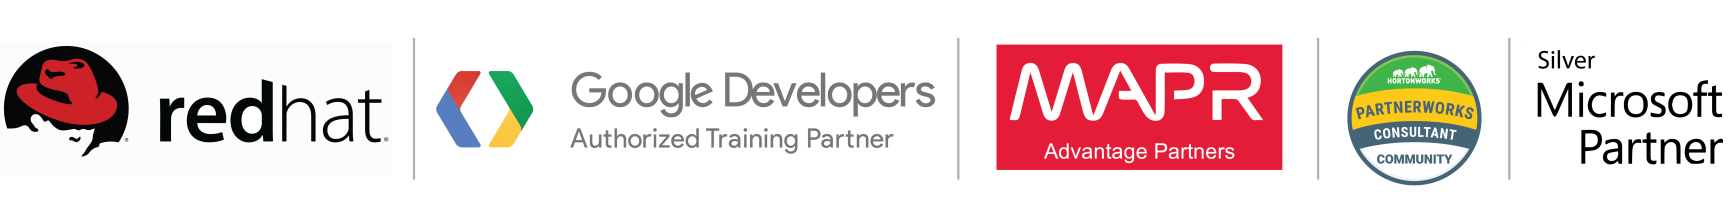 redhat®
Google Developers
Authorized Training Partner
MAPR
Advantage Partners
HORTONWORKS
PARTNERWORKS
CONSULTANT
COMMUNITY
Silver
Microsoft
Partner